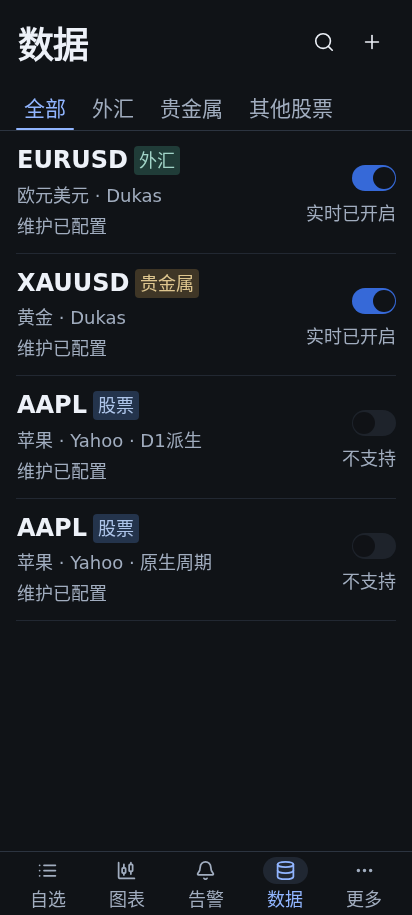 数据
全部 外汇 贵金属 其他股票
EURUSD 外汇
欧元美元 · Dukas
维护已配置
实时已开启
XAUUSD 贵金属
黄金 · Dukas
维护已配置
实时已开启
AAPL 股票
苹果 · Yahoo · D1派生
维护已配置
不支持
AAPL 股票
苹果 · Yahoo · 原生周期
维护已配置
不支持
自选 图表 告警 数据 更多